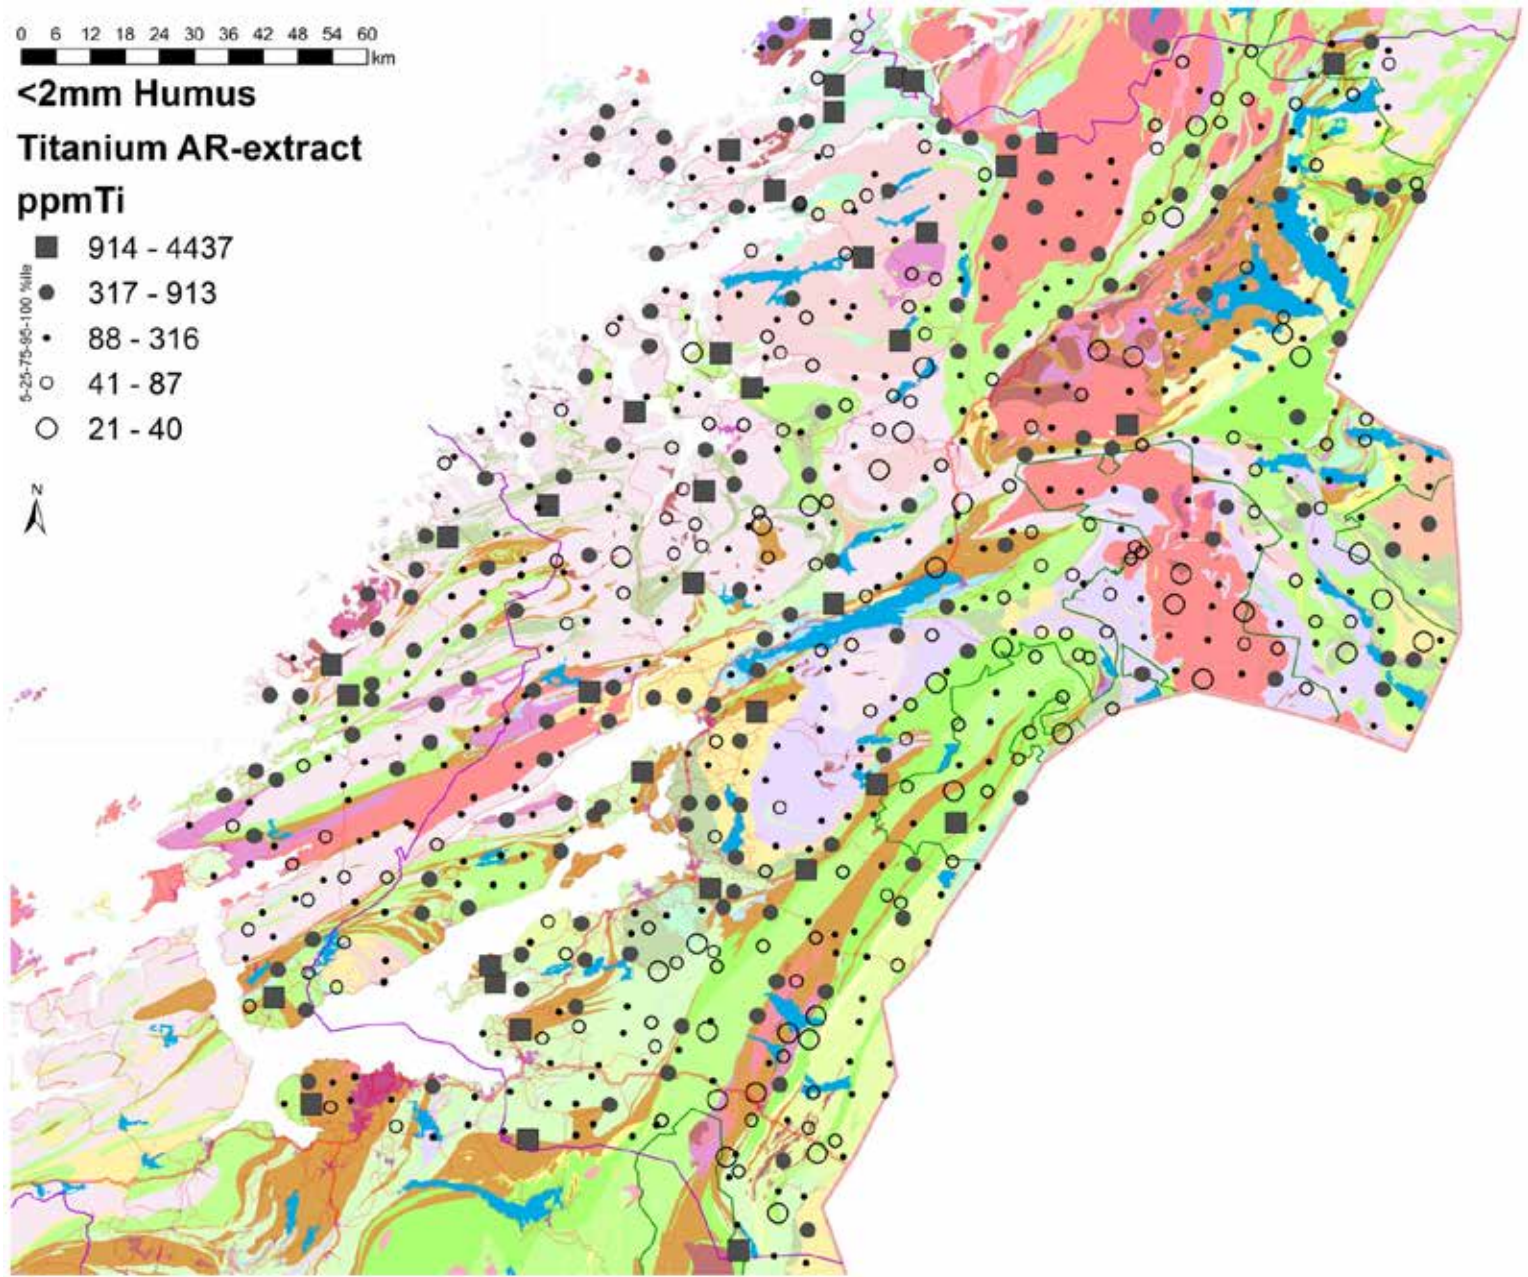 0 6 12 18 24 30 36 42 48 54 60
km
<2mm Humus
Titanium AR-extract
ppmTi
914 - 4437
317 - 913
88 - 316
41 - 87
21 - 40
5-25-75-95-100 %ile
N